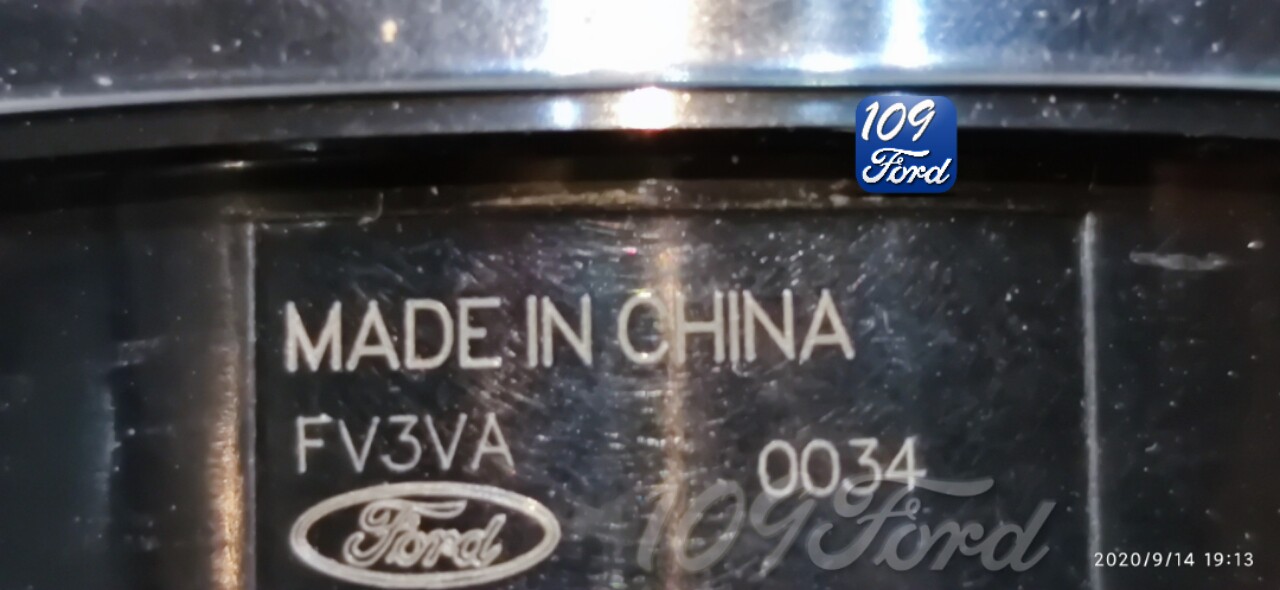 109
Ford
MADE IN CHINA
FV3VA
0034
Ford
109Ford
2020/9/14 19:13